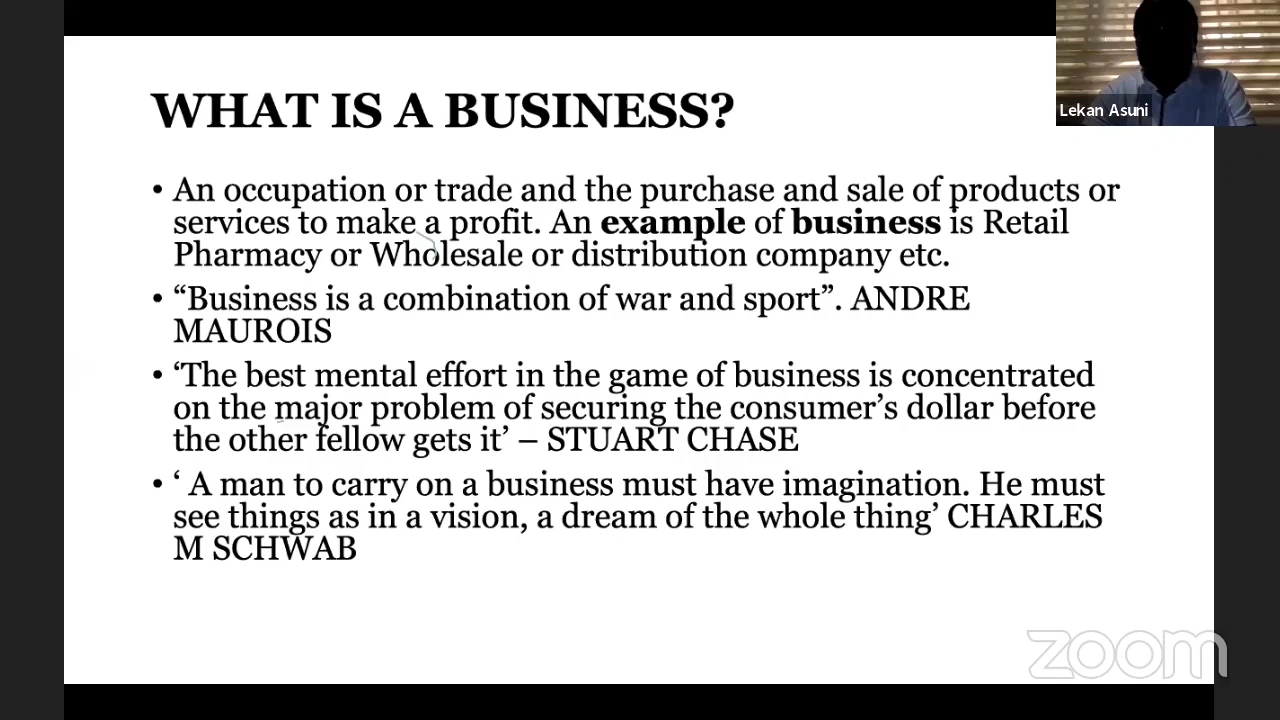 WHAT IS A BUSINESS?
Lekan Asuni
• An occupation or trade and the purchase and sale of products or
services to make a profit. An example of business is Retail
Pharmacy or Wholesale or distribution company etc.
• “Business is a combination of war and sport”. ANDRE
MAUROIS
• ‘The best mental effort in the game of business is concentrated
on the major problem of securing the consumer’s dollar before
the other fellow gets it’ – STUART CHASE
• ‘ A man to carry on a business must have imagination. He must
see things as in a vision, a dream of the whole thing’ CHARLES
M SCHWAB
zoom